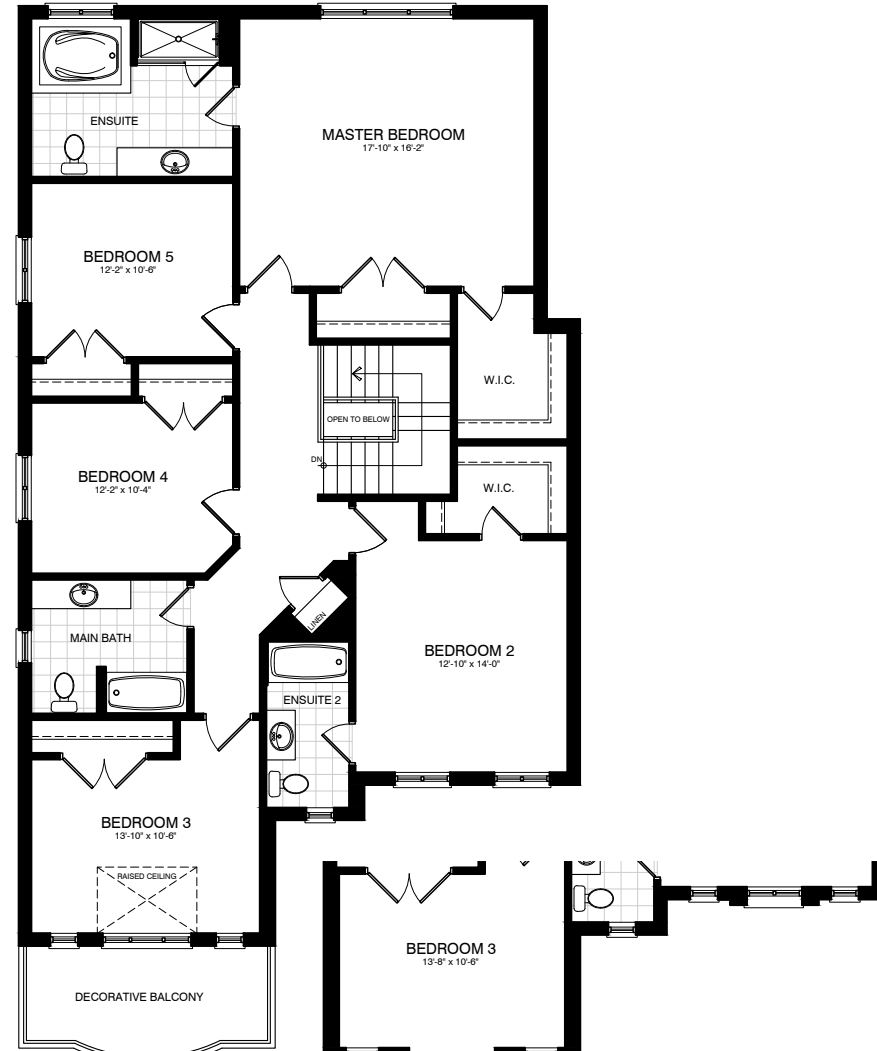 ENSUITE
MASTER BEDROOM
17'-10" x 16'-2"
BEDROOM 5
12'-2" x 10'-6"
W.I.C.
OPEN TO BELOW
DN
BEDROOM 4
12'-2" x 10'-4"
W.I.C.
LINEN
MAIN BATH
BEDROOM 2
12'-10" x 14'-0"
ENSUITE 2
BEDROOM 3
13'-10" x 10'-6"
RAISED CEILING
BEDROOM 3
13'-8" x 10'-6"
DECORATIVE BALCONY